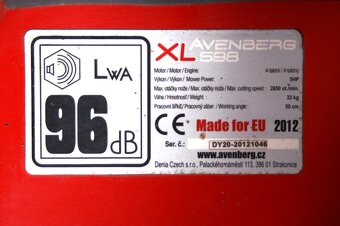 LWA
96 dB
XL AVENBERG
598
Motor / Motor / Engine: 4-taktní / 4-taktný
Výkon / Výkon / Mower Power: 5HP
Max. otáčky nože / Max. otáčky noža / Max. cutting speed: 2850 ot./min.
Váha / Hmotnosť / Weight: 33 kg
Pracovní šířka / Pracovný záber / Working angle: 50 cm
CE Made for EU 2012
Ser. č.: DY20-20121046
www.avenberg.cz
Denia Czech s.r.o., Palackého náměstí 113, 386 01 Strakonice